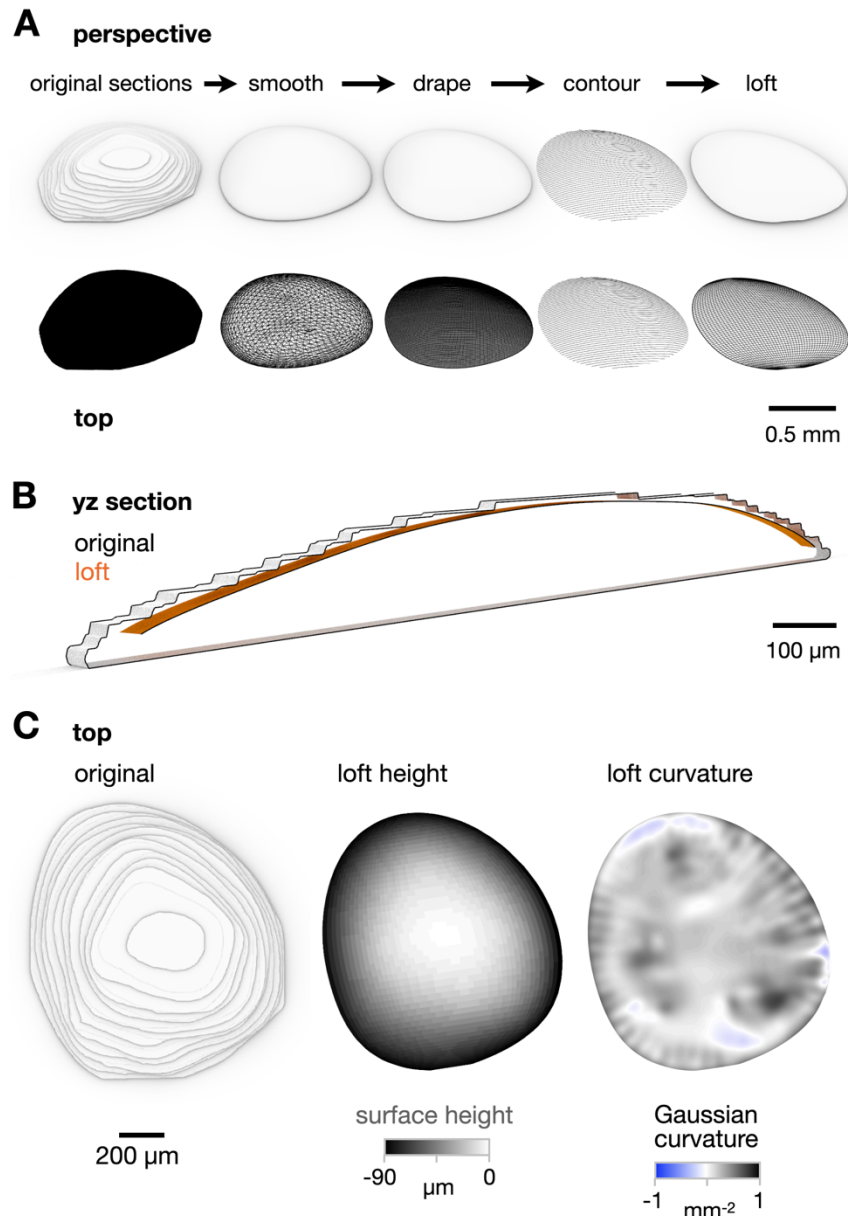 A
perspective
original sections → smooth → drape → contour → loft
top
0.5 mm
B
yz section
original
loft
100 µm
C
top
original
loft height
loft curvature
200 µm
surface height
-90
µm
0
Gaussian
curvature
-1
mm⁻²
1